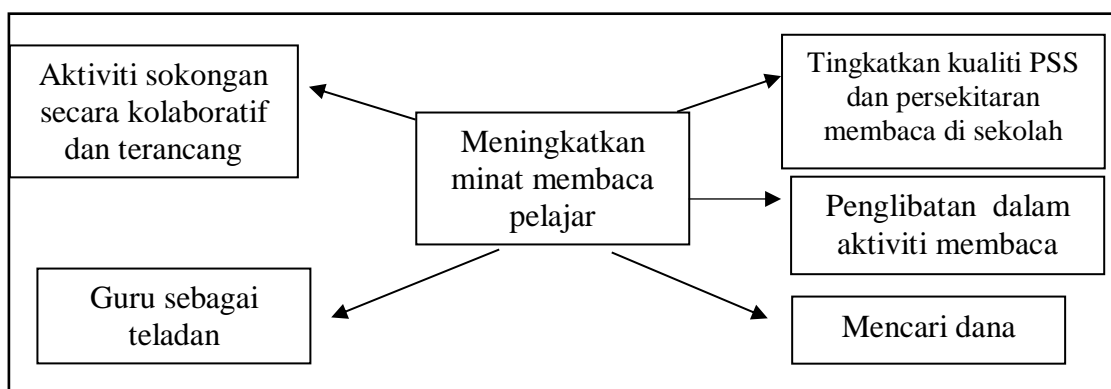 Aktiviti sokongan
secara kolaboratif
dan terancang
Tingkatkan kualiti PSS
dan persekitaran
membaca di sekolah
Meningkatkan
minat membaca
pelajar
Penglibatan dalam
aktiviti membaca
Guru sebagai
teladan
Mencari dana